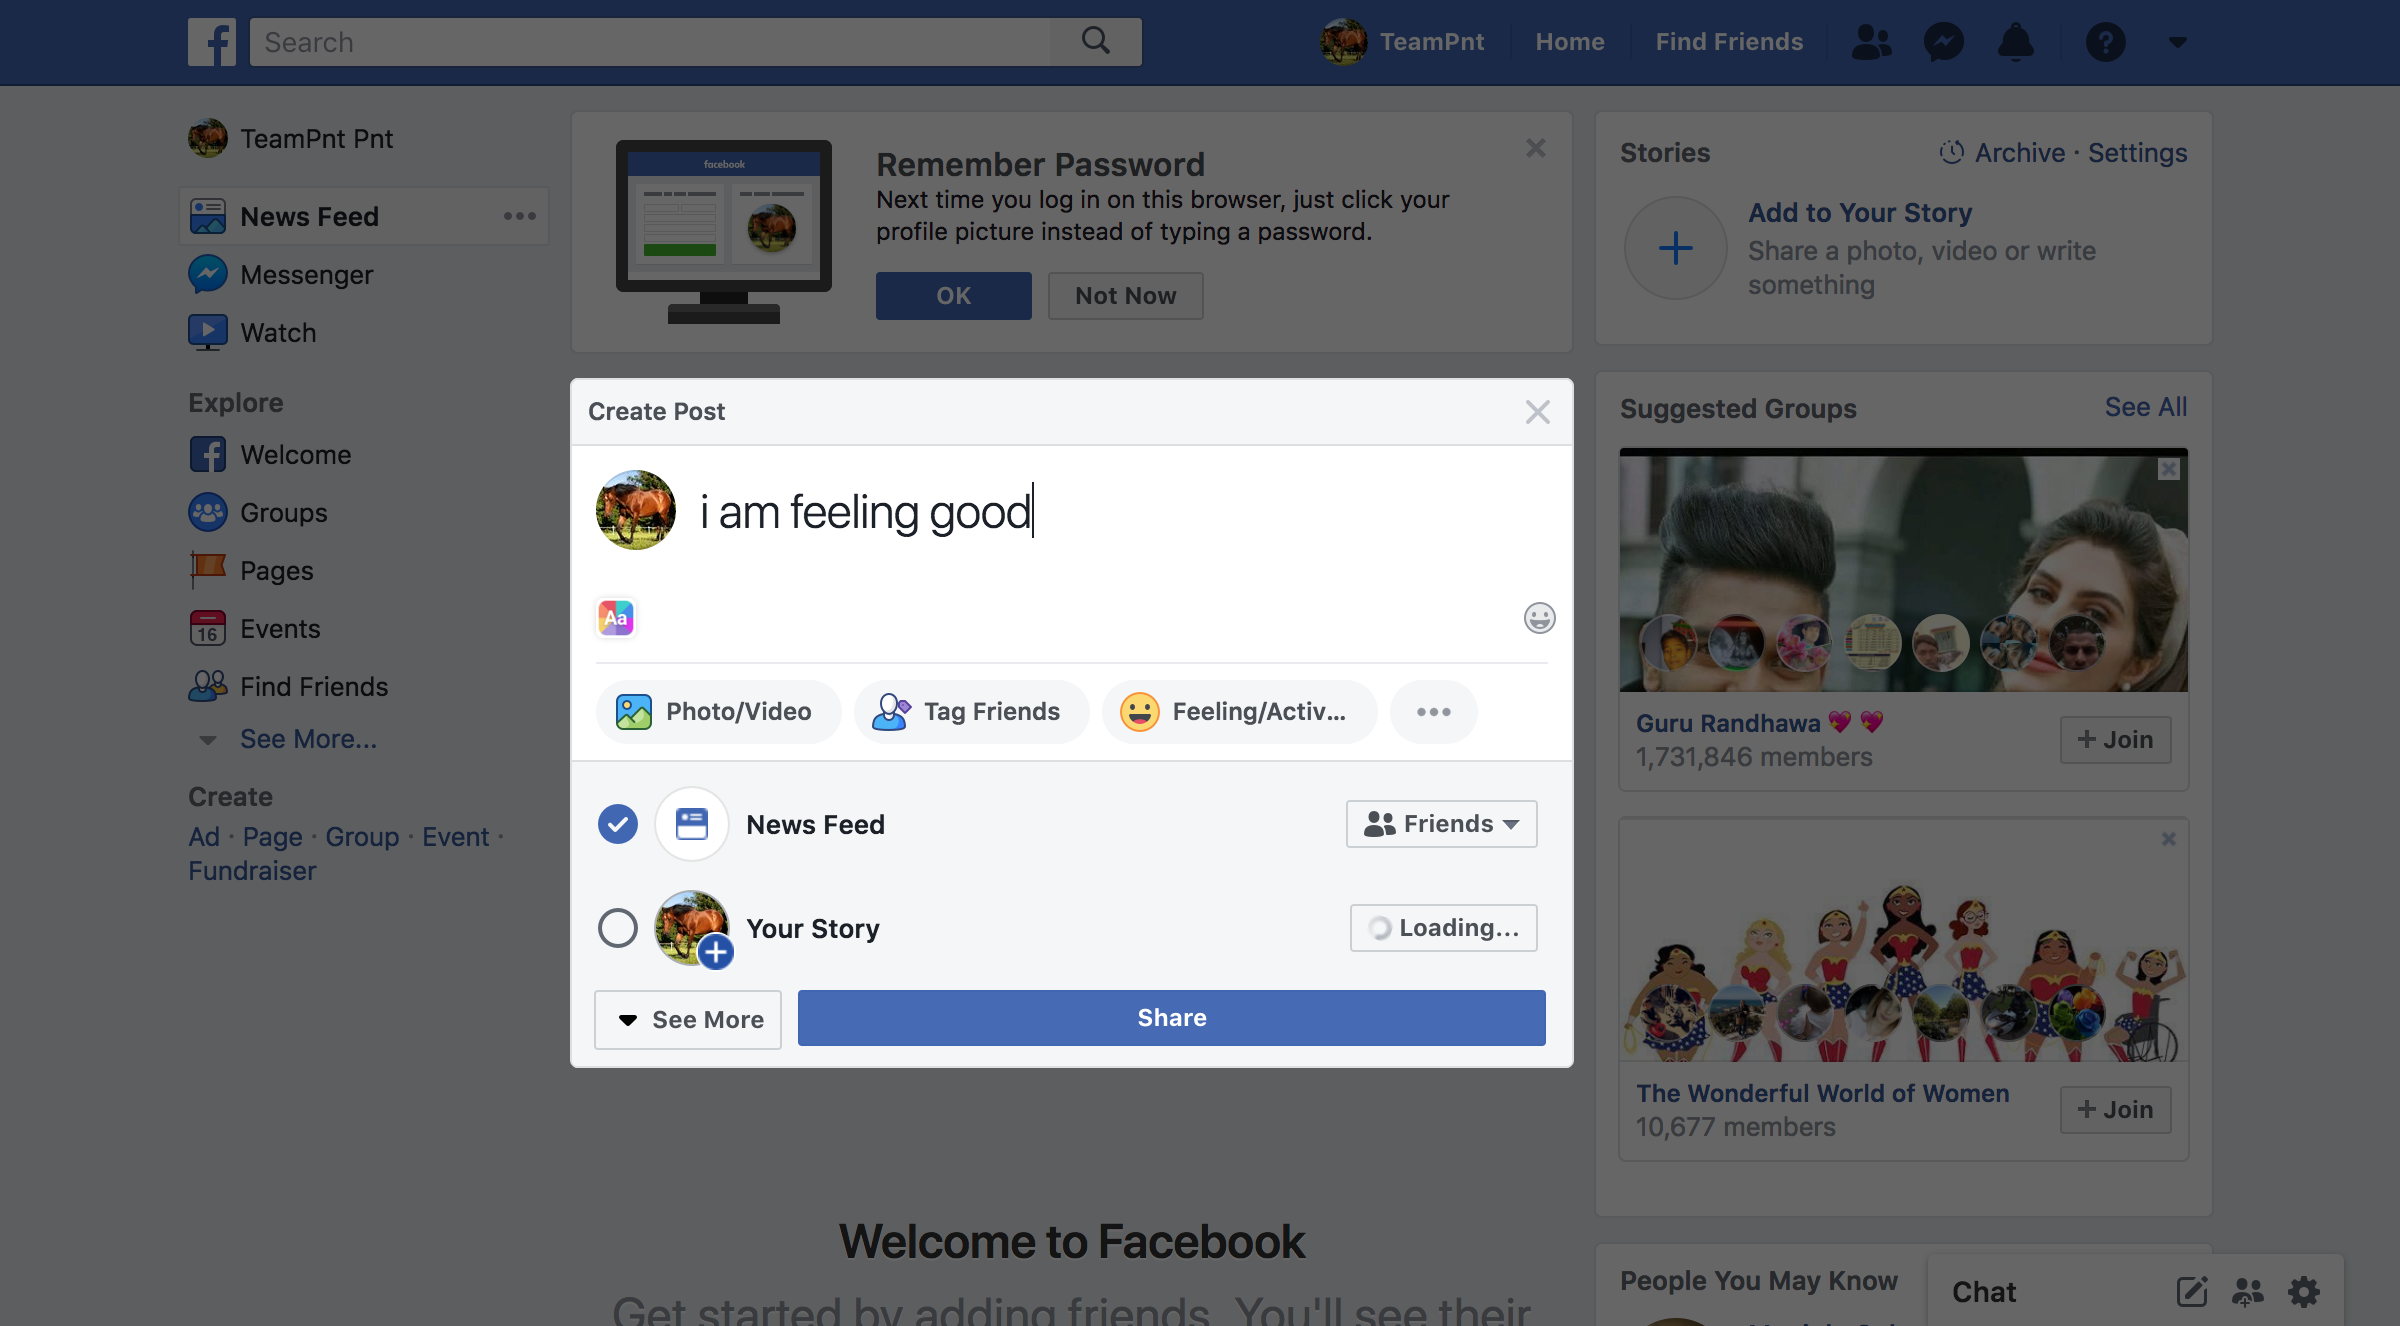 Search
TeamPnt
Home
Find Friends
TeamPnt Pnt
News Feed
Messenger
Watch
Explore
Welcome
Groups
Pages
16
Events
Find Friends
See More...
Create
Ad · Page · Group · Event ·
Fundraiser
facebook
Remember Password
Next time you log in on this browser, just click your
profile picture instead of typing a password.
OK
Not Now
Create Post
i am feeling good
Aa
Photo/Video
Tag Friends
Feeling/Activ...
News Feed
Friends
Your Story
Loading...
See More
Share
Welcome to Facebook
Get started by adding friends. You'll see their
Stories
Archive · Settings
Add to Your Story
Share a photo, video or write
something
Suggested Groups
See All
Guru Randhawa 💖 💖
1,731,846 members
+ Join
The Wonderful World of Women
10,677 members
+ Join
People You May Know
Chat